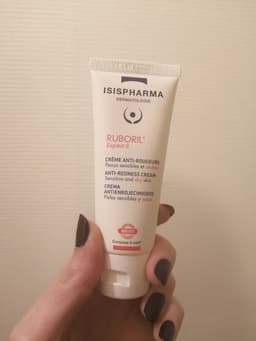 ISISPHARMA
DERMATOLOGIE
RUBORIL®
Expert S
CRÈME ANTI-ROUGEURS
Peaux sensibles et sèches
ANTI-REDNESS CREAM
Sensitive and dry skin
CREMA
ANTIENROJECIMIENTO
Pieles sensibles y secas